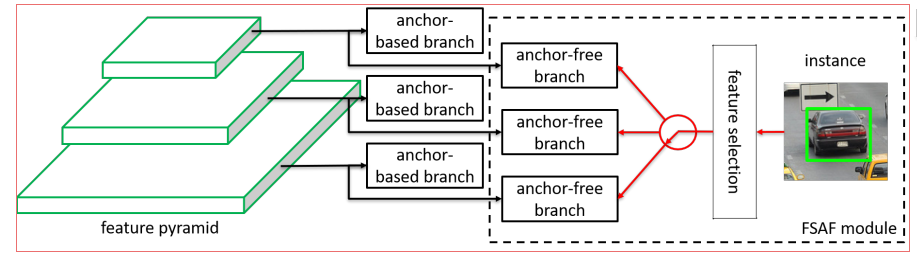 anchor-
based branch
anchor-free
branch
anchor-
based branch
anchor-free
branch
anchor-
based branch
anchor-free
branch
feature selection
instance
feature pyramid
FSAF module